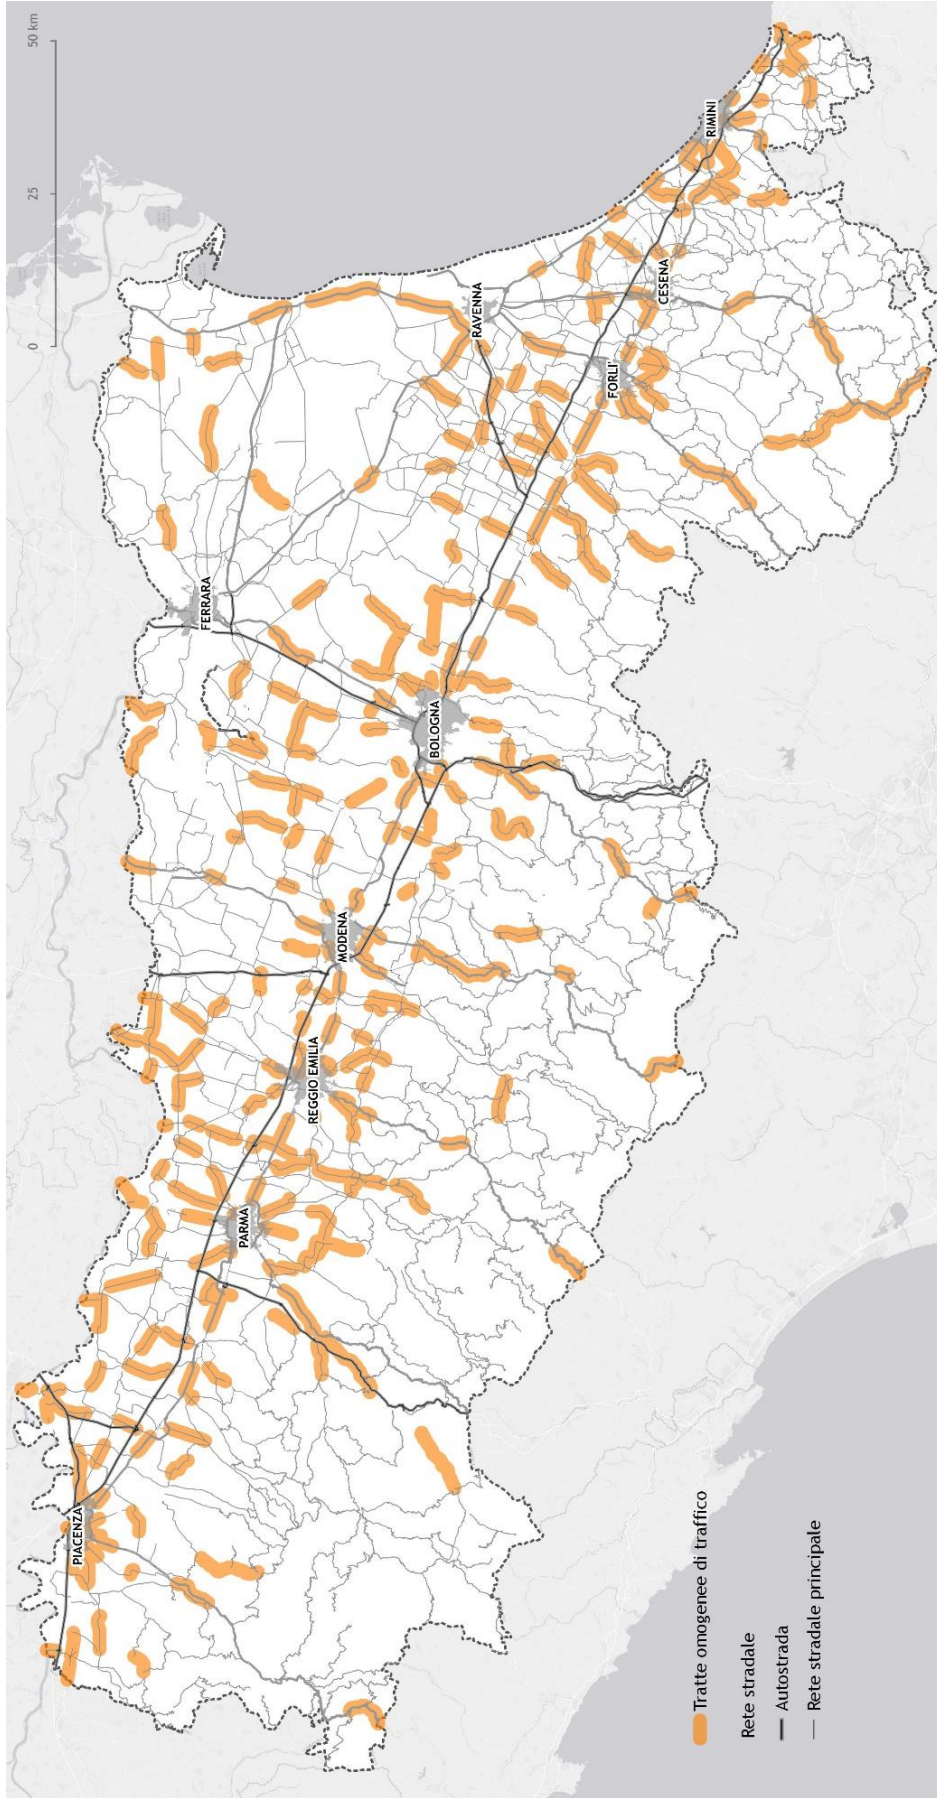 0 25 50 km
PIACENZA
PARMA
REGGIO EMILIA
MODENA
BOLOGNA
FERRARA
RAVENNA
FORLI'
CESENA
RIMINI
Tratte omogenee di traffico
Rete stradale
Autostrada
Rete stradale principale